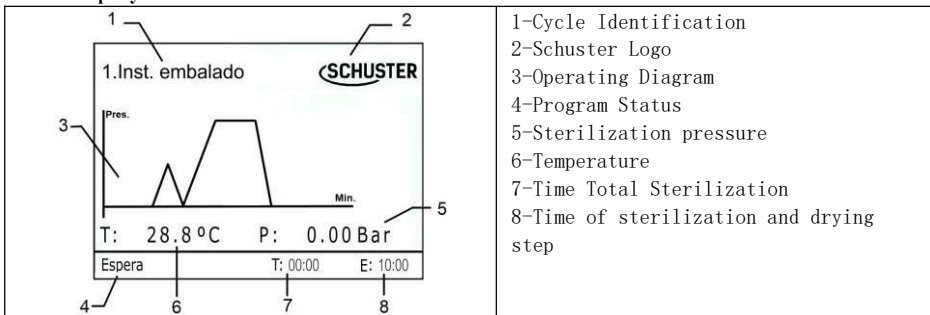 1
2
1.Inst. embalado
SCHUSTER
Pres.
3
Min.
5
T: 28.8ºC P: 0.00 Bar
Espera T: 00:00 E: 10:00
4
6
7
8
1-Cycle Identification
2-Schuster Logo
3-Operating Diagram
4-Program Status
5-Sterilization pressure
6-Temperature
7-Time Total Sterilization
8-Time of sterilization and drying
step